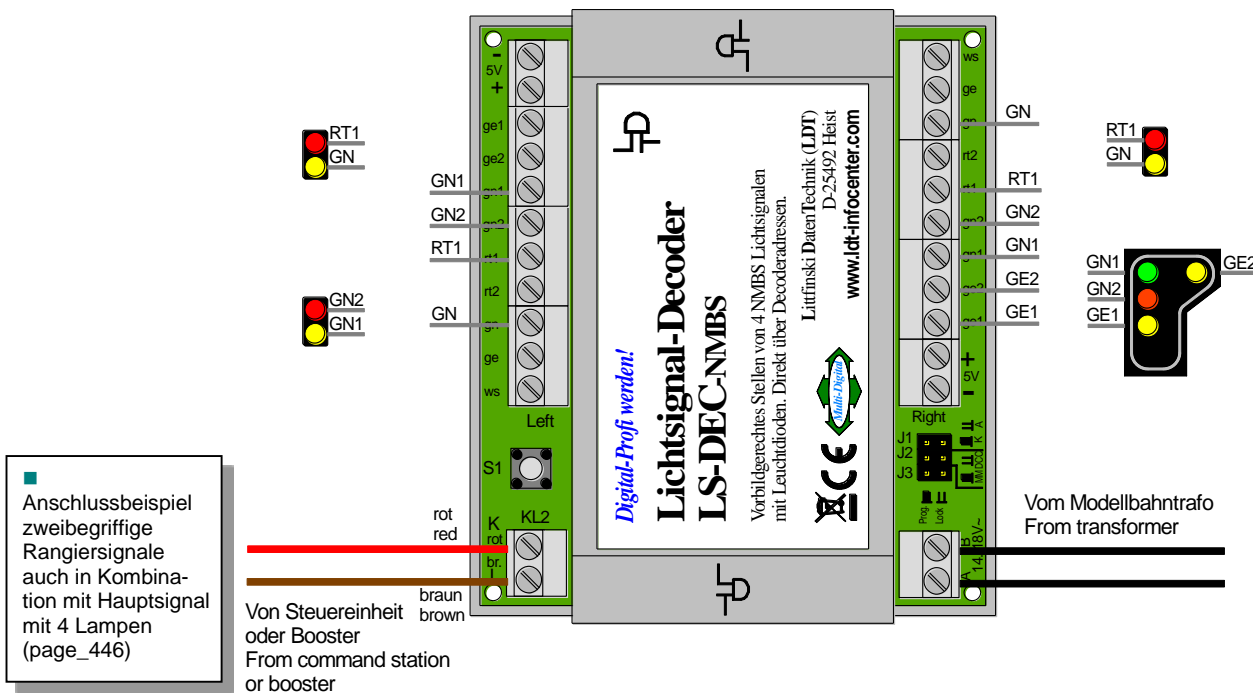 RT1
GN
GN2
GN1
GN1
GN2
RT1
GN
-
5V
+
ge1
ge2
gn1
gn2
rt1
rt2
gn
ge
ws
Left
S1
KL2
K
rot
br.
rot
red
braun
brown
Von Steuereinheit
oder Booster
From command station
or booster
■
Anschlussbeispiel
zweibegriffige
Rangiersignale
auch in Kombina-
tion mit Hauptsignal
mit 4 Lampen
(page_446)
Digital-Profi werden!
Lichtsignal-Decoder
LS-DEC-NMBS
Vorbildgerechtes Stellen von 4 NMBS Lichtsignalen
mit Leuchtdioden. Direkt über Decoderadressen.
Littfinski DatenTechnik (LDT)
D-25492 Heist
www.ldt-infocenter.com
Multi-Digital
CE
ws
ge
gn
rt2
rt1
gn2
gn1
ge2
ge1
+
5V
-
Right
J1
J2
J3
K A
MM DCC
Prog.
Lock
B
A
14..18V~
GN
RT1
GN2
GN1
GE2
GE1
RT1
GN
GN1
GN2
GE1
GE2
Vom Modellbahntrafo
From transformer